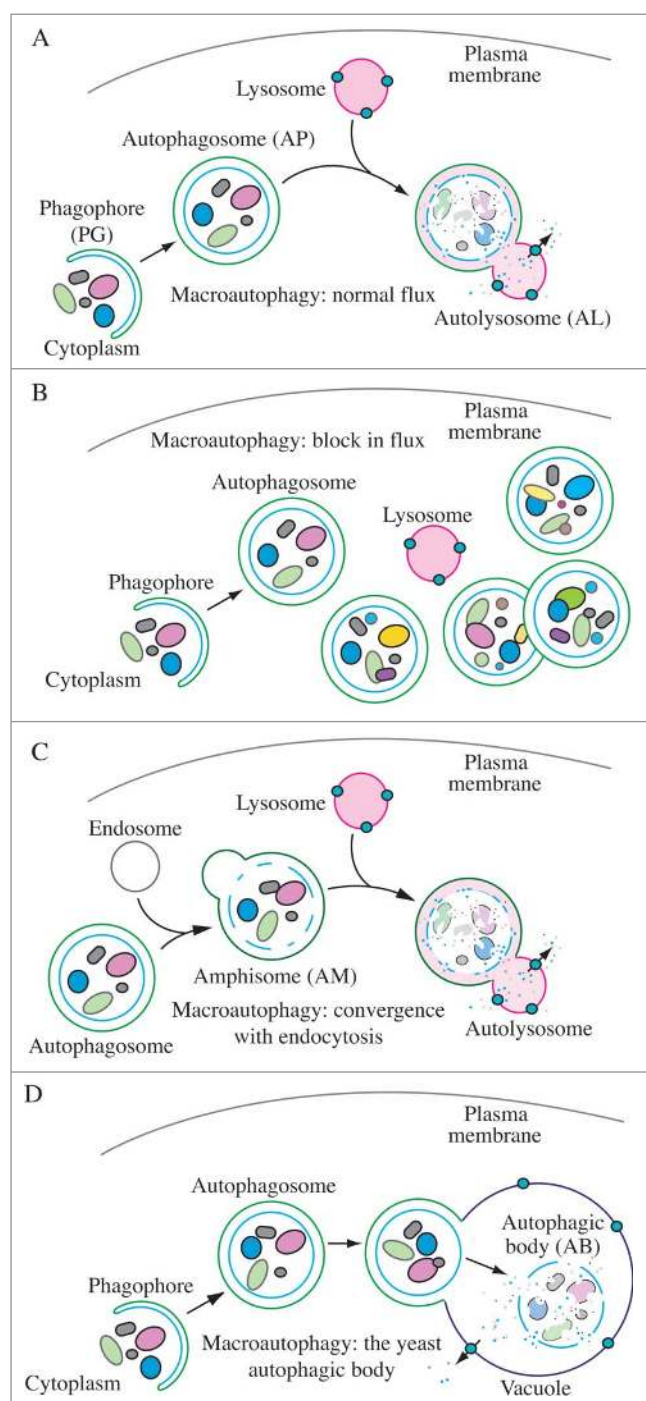 A
Plasma
membrane
Lysosome
Autophagosome (AP)
Phagophore
(PG)
Macroautophagy: normal flux
Autolysosome (AL)
Cytoplasm
B
Plasma
membrane
Macroautophagy: block in flux
Autophagosome
Lysosome
Phagophore
Cytoplasm
C
Plasma
membrane
Lysosome
Endosome
Amphisome (AM)
Macroautophagy: convergence
with endocytosis
Autolysosome
Autophagosome
D
Plasma
membrane
Autophagosome
Autophagic
body (AB)
Phagophore
Macroautophagy: the yeast
autophagic body
Cytoplasm
Vacuole